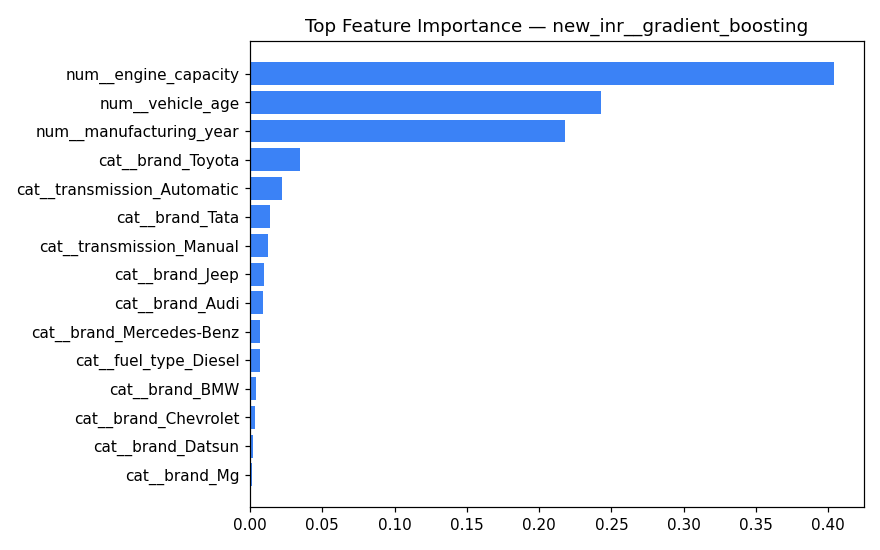 Top Feature Importance — new_inr__gradient_boosting
num__engine_capacity
num__vehicle_age
num__manufacturing_year
cat__brand_Toyota
cat__transmission_Automatic
cat__brand_Tata
cat__transmission_Manual
cat__brand_Jeep
cat__brand_Audi
cat__brand_Mercedes-Benz
cat__fuel_type_Diesel
cat__brand_BMW
cat__brand_Chevrolet
cat__brand_Datsun
cat__brand_Mg
0.00 0.05 0.10 0.15 0.20 0.25 0.30 0.35 0.40